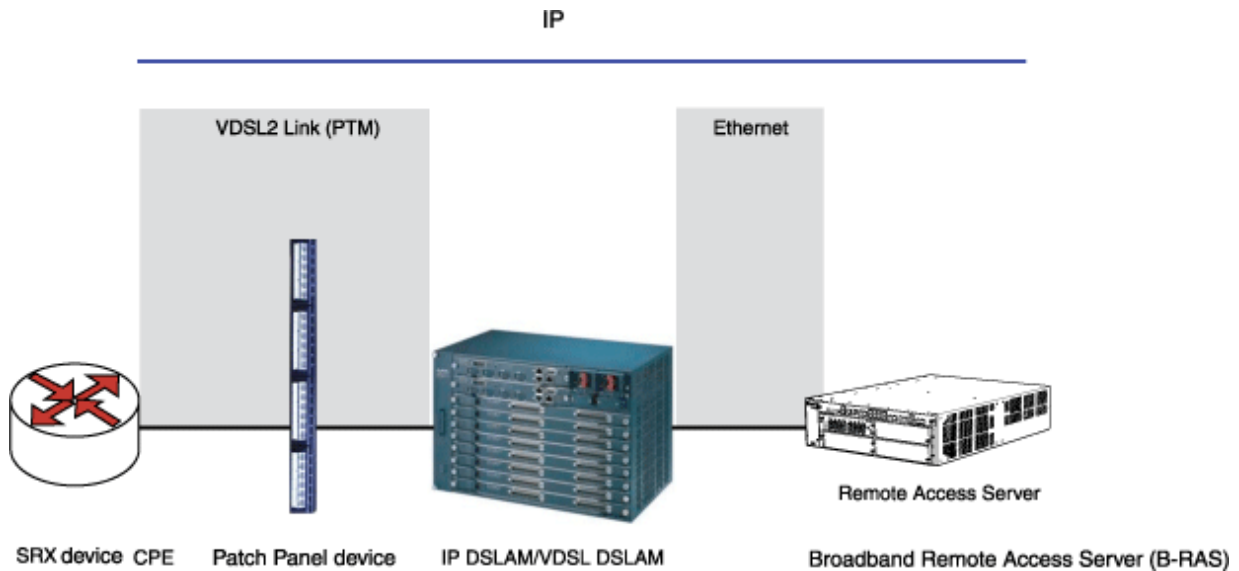 IP
VDSL2 Link (PTM)
Ethernet
Remote Access Server
SRX device CPE
Patch Panel device
IP DSLAM/VDSL DSLAM
Broadband Remote Access Server (B-RAS)